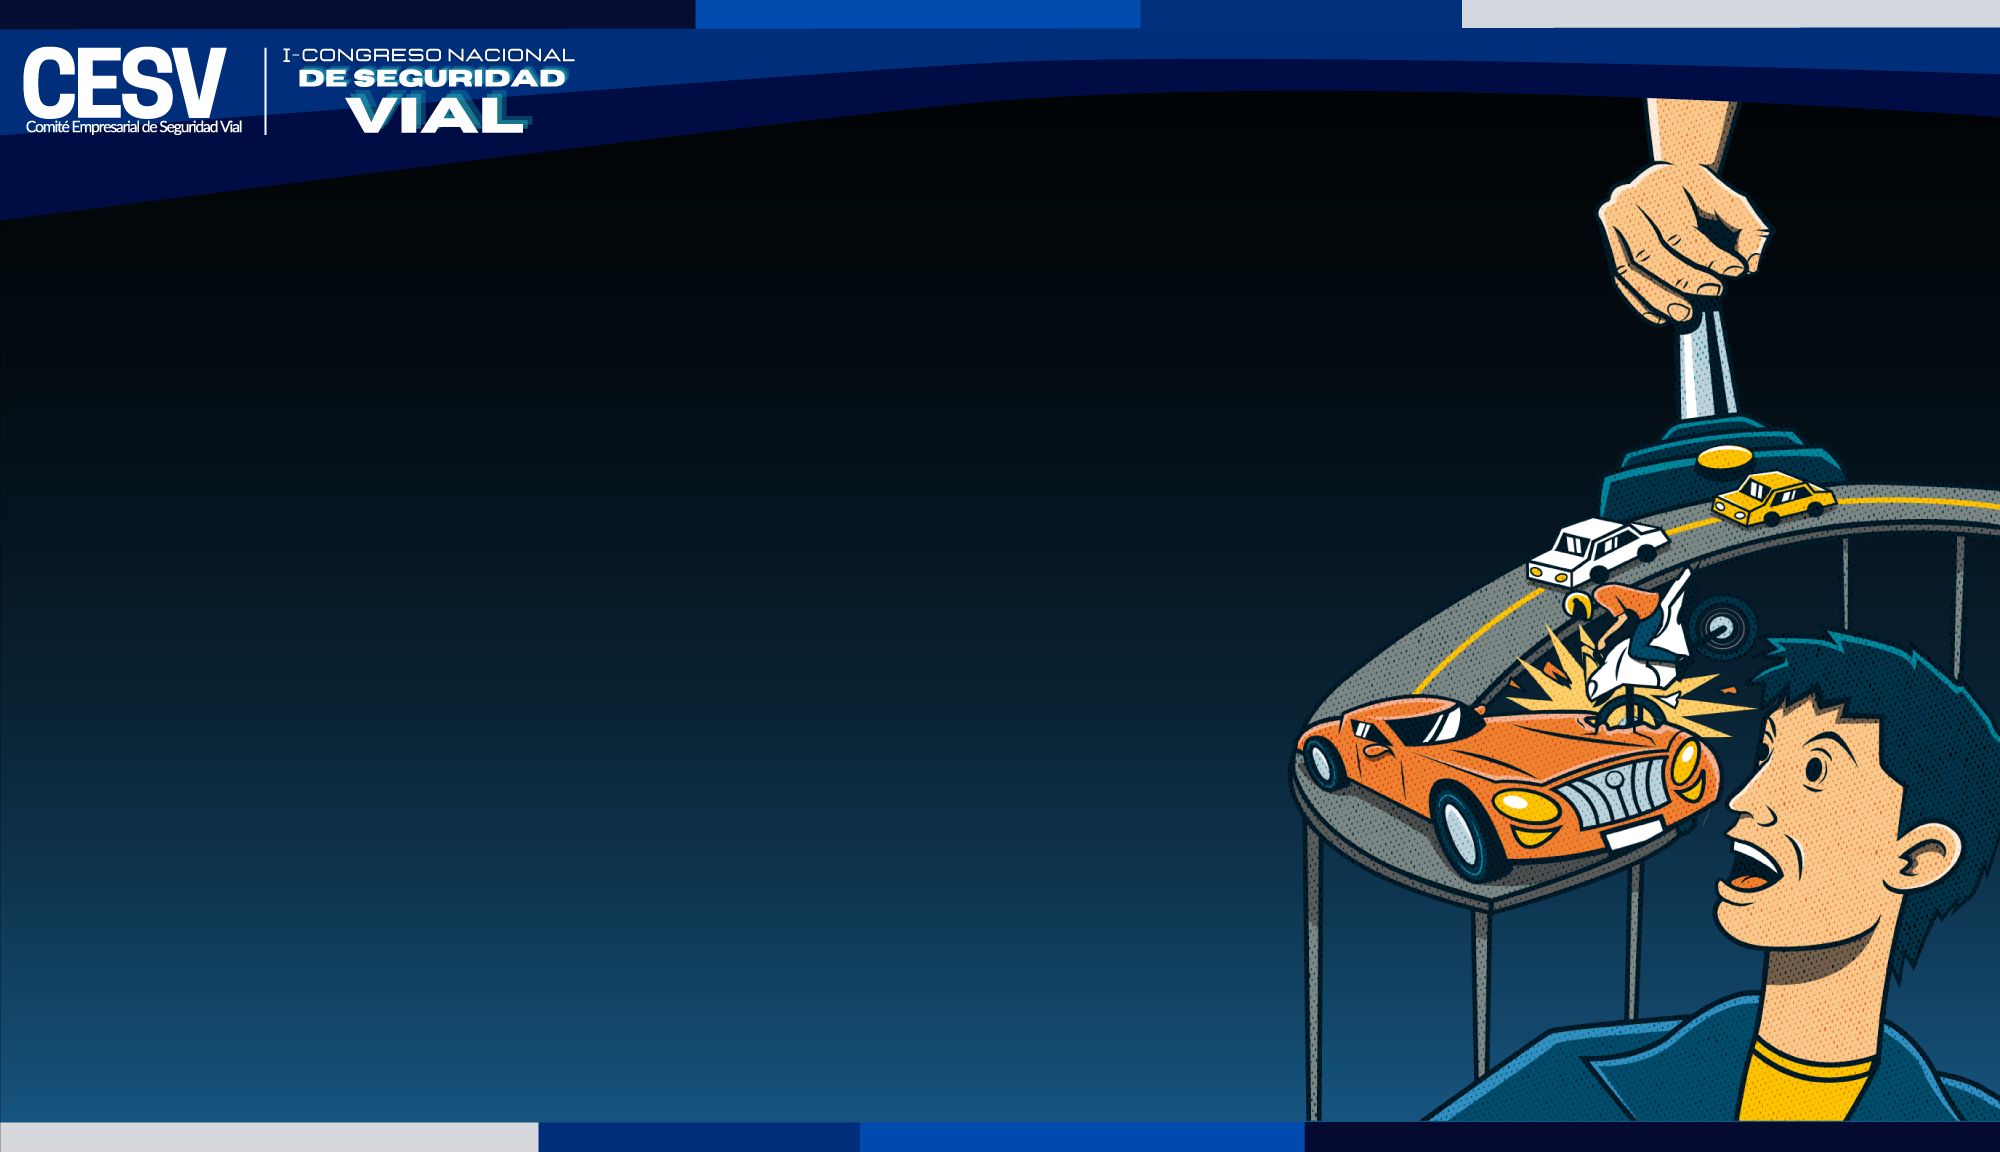 CESV
Comité Empresarial de Seguridad Vial
I-CONGRESO NACIONAL
DE SEGURIDAD
VIAL